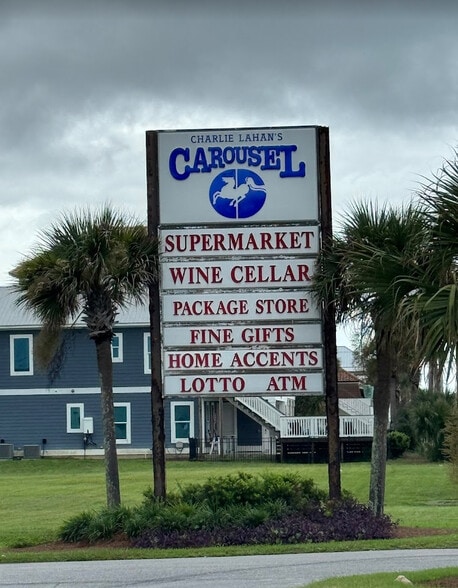 CHARLIE LAHAN'S
CAROUSEL
SUPERMARKET
WINE CELLAR
PACKAGE STORE
FINE GIFTS
HOME ACCENTS
LOTTO ATM